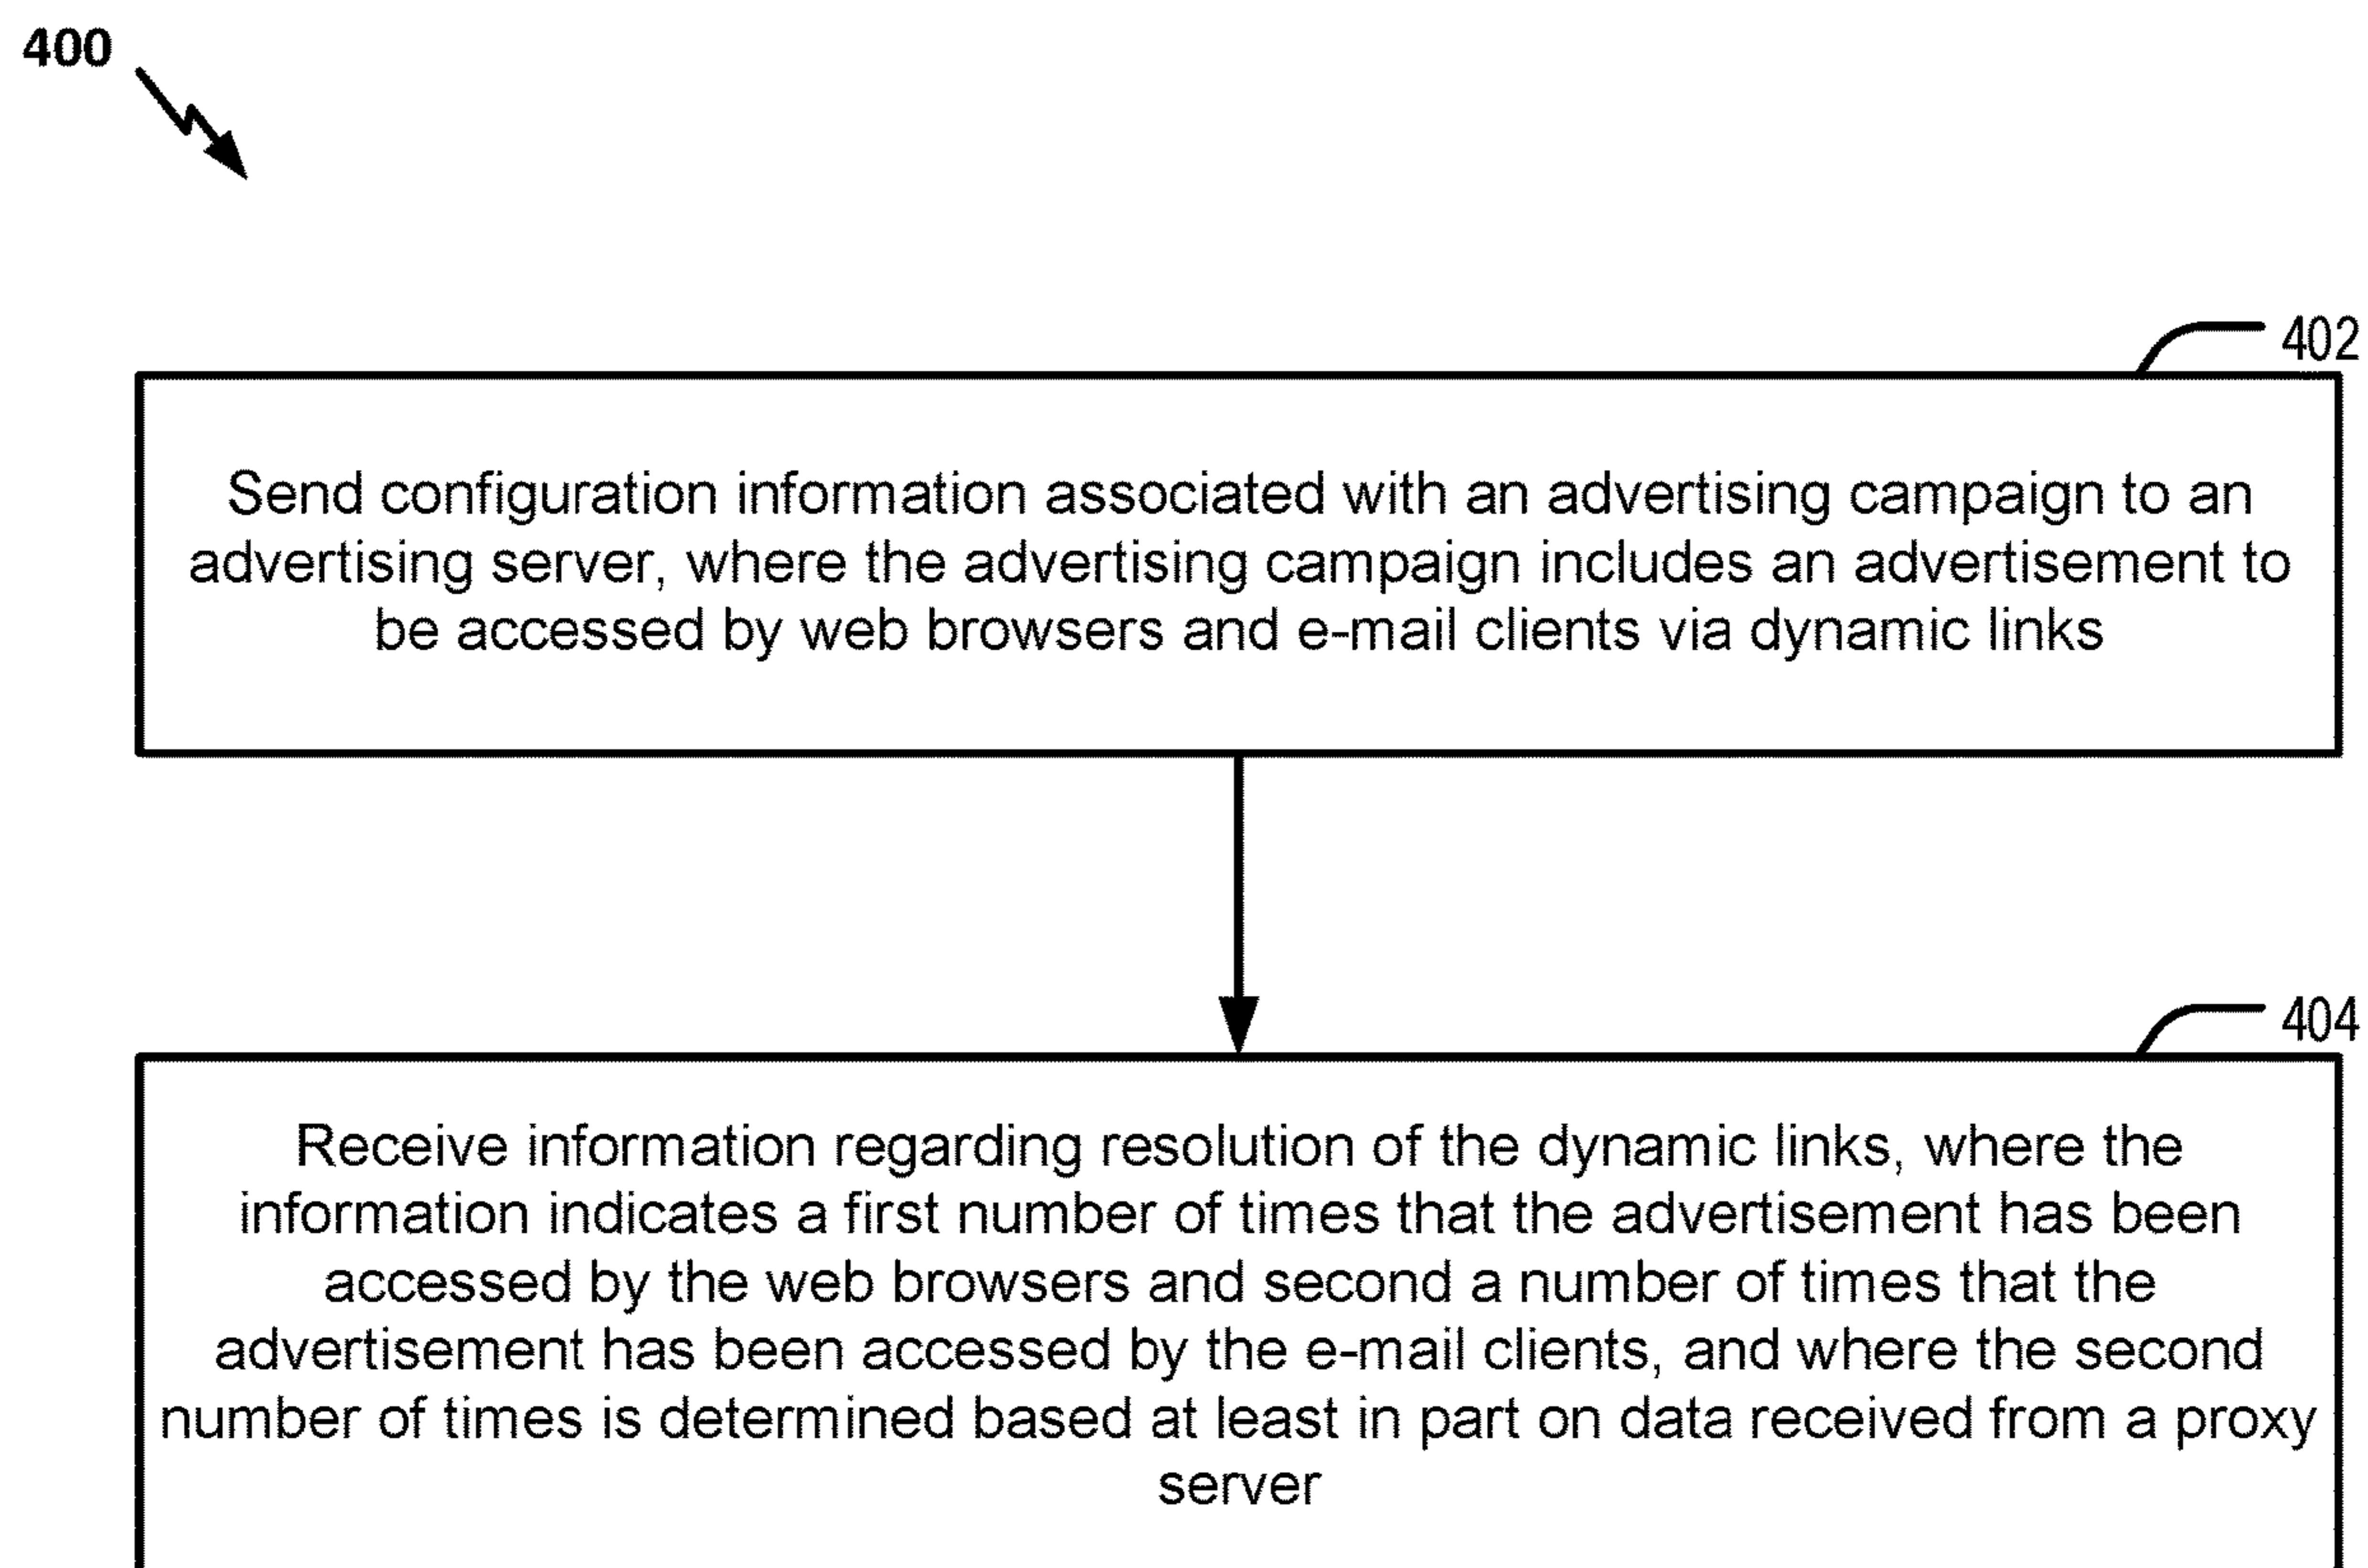 400
402
Send configuration information associated with an advertising campaign to an
advertising server, where the advertising campaign includes an advertisement to
be accessed by web browsers and e-mail clients via dynamic links
404
Receive information regarding resolution of the dynamic links, where the
information indicates a first number of times that the advertisement has been
accessed by the web browsers and second a number of times that the
advertisement has been accessed by the e-mail clients, and where the second
number of times is determined based at least in part on data received from a proxy
server